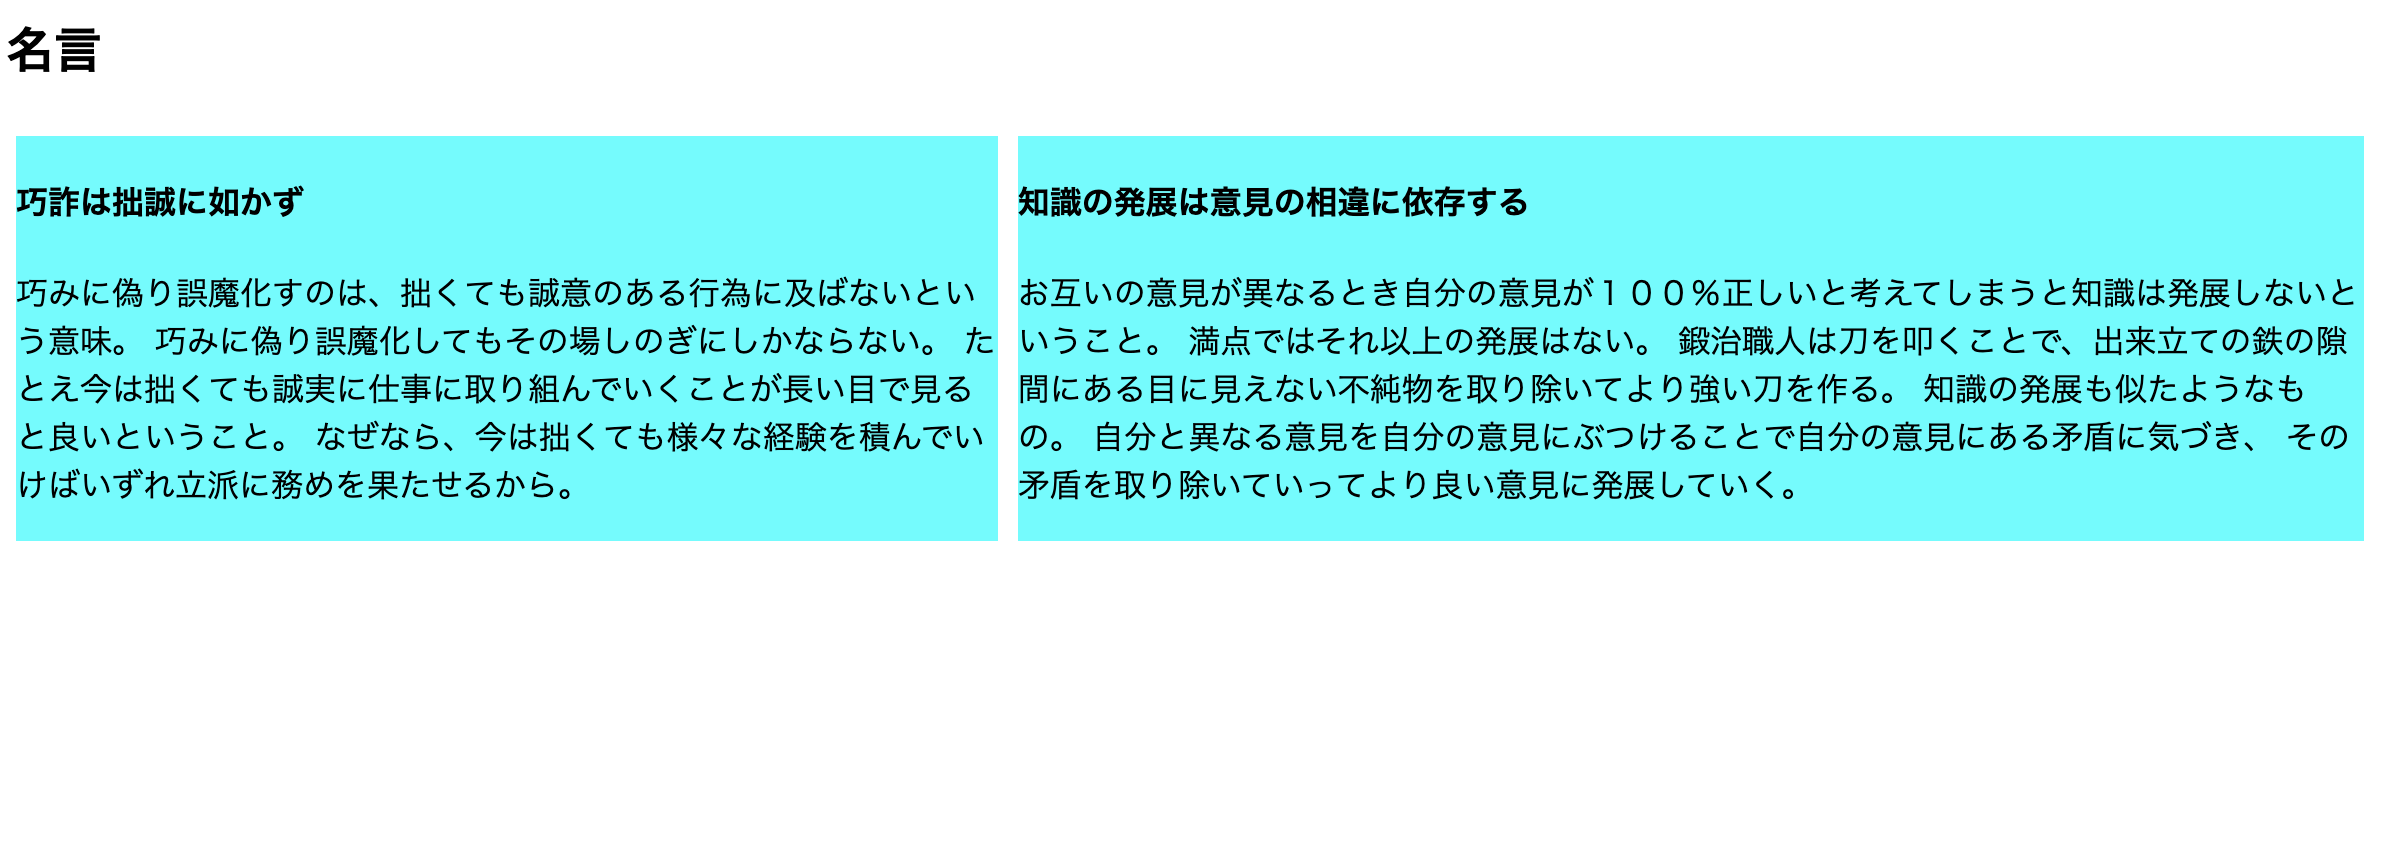 名言
巧詐は拙誠に如かず
巧みに偽り誤魔化すのは、拙くても誠意のある行為に及ばないとい
う意味。 巧みに偽り誤魔化してもその場しのぎにしかならない。 た
とえ今は拙くても誠実に仕事に取り組んでいくことが長い目で見る
と良いということ。 なぜなら、今は拙くても様々な経験を積んでい
けばいずれ立派に務めを果たせるから。
知識の発展は意見の相違に依存する
お互いの意見が異なるとき自分の意見が１００％正しいと考えてしまうと知識は発展しないと
いうこと。 満点ではそれ以上の発展はない。 鍛治職人は刀を叩くことで、出来立ての鉄の隙
間にある目に見えない不純物を取り除いてより強い刀を作る。 知識の発展も似たようなも
の。 自分と異なる意見を自分の意見にぶつけることで自分の意見にある矛盾に気づき、 その
矛盾を取り除いていってより良い意見に発展していく。